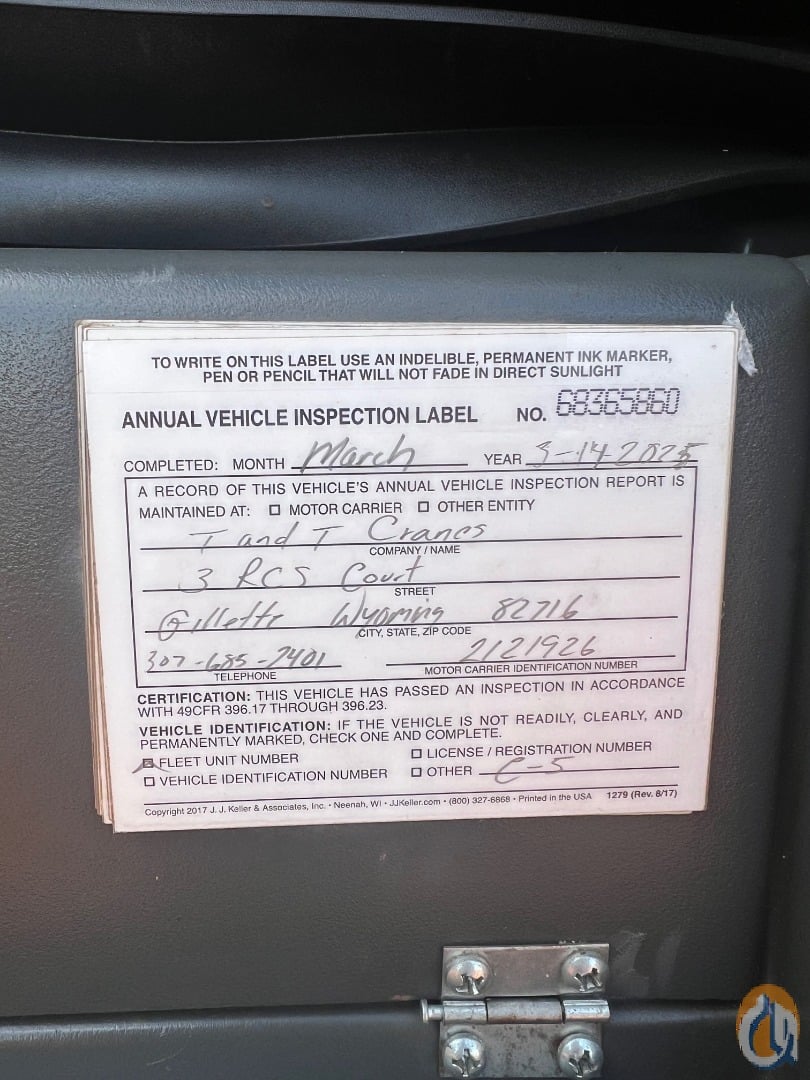 TO WRITE ON THIS LABEL USE AN INDELIBLE, PERMANENT INK MARKER,
PEN OR PENCIL THAT WILL NOT FADE IN DIRECT SUNLIGHT
ANNUAL VEHICLE INSPECTION LABEL NO. 68365860
COMPLETED: MONTH March YEAR 3-14-2025
A RECORD OF THIS VEHICLE'S ANNUAL VEHICLE INSPECTION REPORT IS
MAINTAINED AT: ☐ MOTOR CARRIER ☐ OTHER ENTITY
T and T Cranes
COMPANY / NAME
3 RCS Court
STREET
Gillette Wyoming 82716
CITY, STATE, ZIP CODE
307-685-2401 2121926
TELEPHONE MOTOR CARRIER IDENTIFICATION NUMBER
CERTIFICATION: THIS VEHICLE HAS PASSED AN INSPECTION IN ACCORDANCE
WITH 49CFR 396.17 THROUGH 396.23.
VEHICLE IDENTIFICATION: IF THE VEHICLE IS NOT READILY, CLEARLY, AND
PERMANENTLY MARKED, CHECK ONE AND COMPLETE.
☒ FLEET UNIT NUMBER ☐ LICENSE / REGISTRATION NUMBER
☐ VEHICLE IDENTIFICATION NUMBER ☐ OTHER C-5
Copyright 2017 J. J. Keller & Associates, Inc. • Neenah, WI • JJKeller.com • (800) 327-6868 • Printed in the USA 1279 (Rev. 8/17)